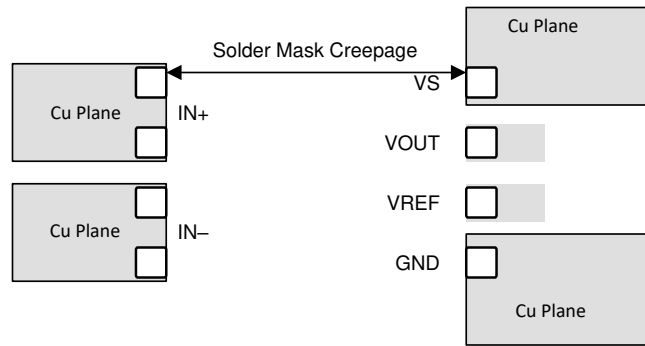 Cu Plane
Solder Mask Creepage
VS
Cu Plane
IN+
VOUT
VREF
Cu Plane
IN–
GND
Cu Plane